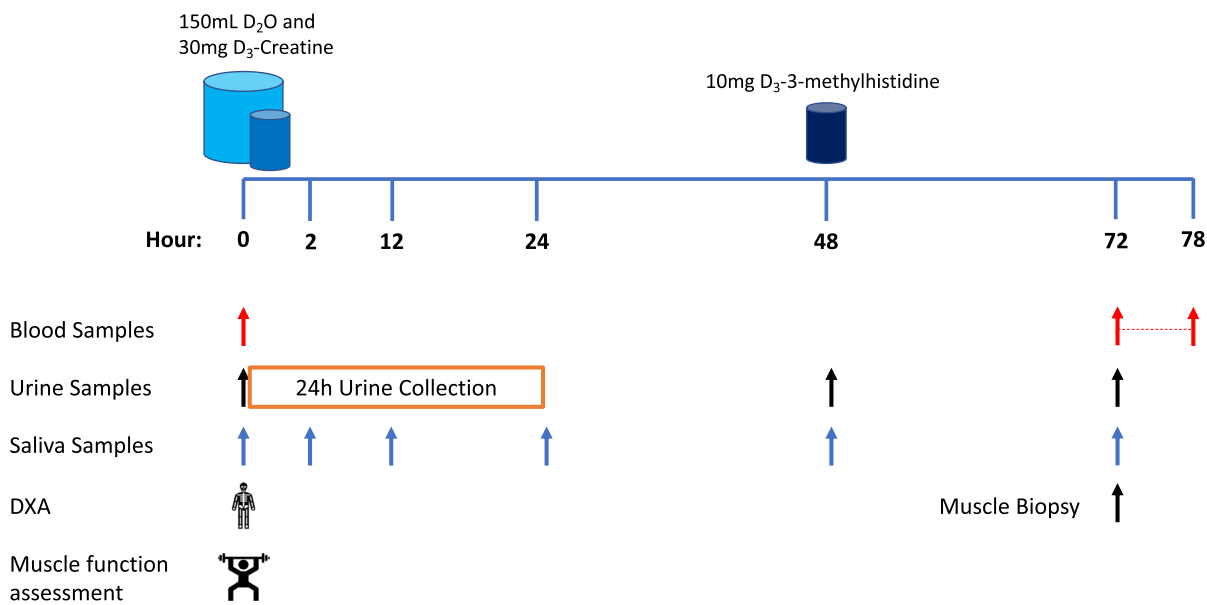 150mL D₂O and
30mg D₃-Creatine
10mg D₃-3-methylhistidine
Hour: 0 2 12 24 48 72 78
Blood Samples
Urine Samples 24h Urine Collection
Saliva Samples
DXA Muscle Biopsy
Muscle function
assessment